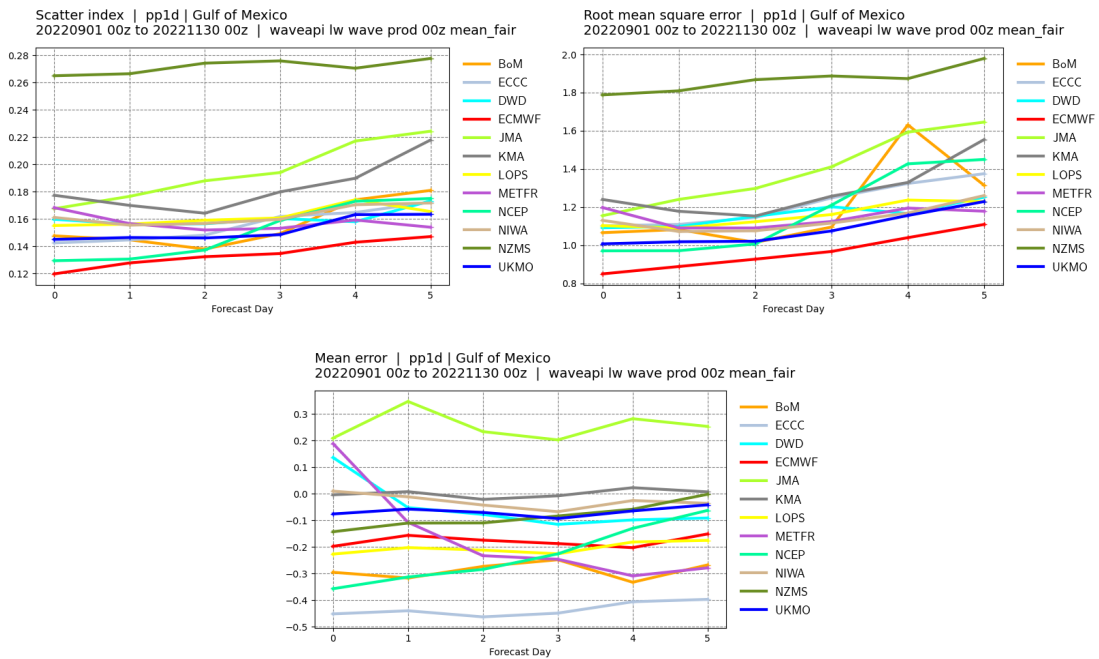 Scatter index | pp1d | Gulf of Mexico
20220901 00z to 20221130 00z | waveapi lw wave prod 00z mean_fair
0.28
0.26
0.24
0.22
0.20
0.18
0.16
0.14
0.12
0 1 2 3 4 5
Forecast Day
BoM
ECCC
DWD
ECMWF
JMA
KMA
LOPS
METFR
NCEP
NIWA
NZMS
UKMO
Root mean square error | pp1d | Gulf of Mexico
20220901 00z to 20221130 00z | waveapi lw wave prod 00z mean_fair
2.0
1.8
1.6
1.4
1.2
1.0
0.8
0 1 2 3 4 5
Forecast Day
BoM
ECCC
DWD
ECMWF
JMA
KMA
LOPS
METFR
NCEP
NIWA
NZMS
UKMO
Mean error | pp1d | Gulf of Mexico
20220901 00z to 20221130 00z | waveapi lw wave prod 00z mean_fair
0.3
0.2
0.1
0.0
−0.1
−0.2
−0.3
−0.4
−0.5
0 1 2 3 4 5
Forecast Day
BoM
ECCC
DWD
ECMWF
JMA
KMA
LOPS
METFR
NCEP
NIWA
NZMS
UKMO